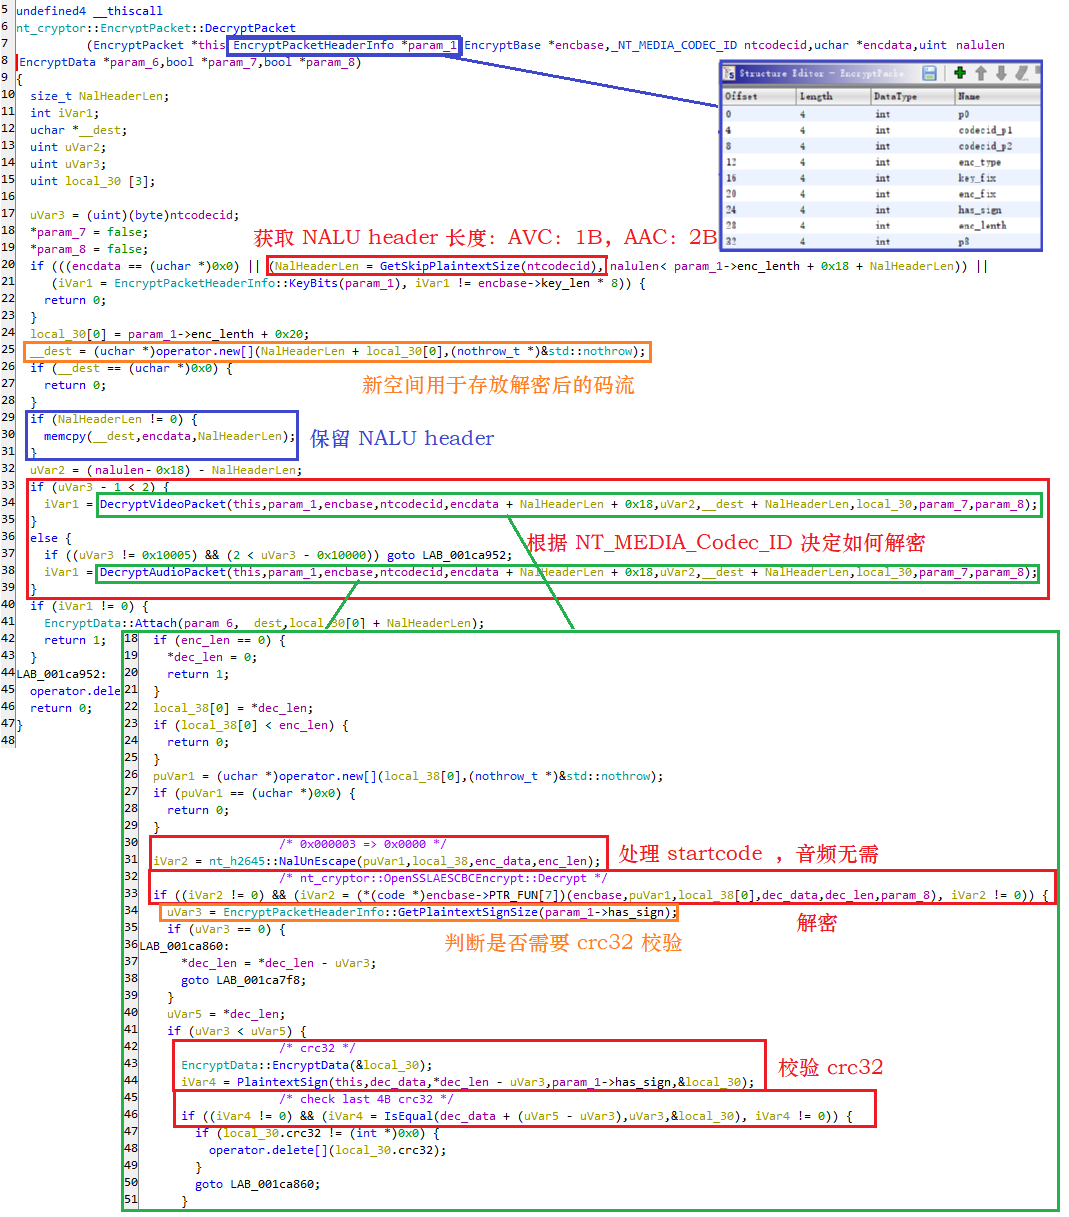 5 undefined4 __thiscall
6 nt_cryptor::EncryptPacket::DecryptPacket
7 (EncryptPacket *this EncryptPacketHeaderInfo *param_1 EncryptBase *encbase,_NT_MEDIA_CODEC_ID ntcodecid,uchar *encdata,uint nalulen
8 EncryptData *param_6,bool *param_7,bool *param_8)
9 {
10 size_t NalHeaderLen;
11 int iVar1;
12 uchar *__dest;
13 uint uVar2;
14 uint uVar3;
15 uint local_30 [3];
16
17 uVar3 = (uint)(byte)ntcodecid;
18 *param_7 = false;
19 *param_8 = false;
20 if (((encdata == (uchar *)0x0) || (NalHeaderLen = GetSkipPlaintextSize(ntcodecid), nalulen< param_1->enc_lenth + 0x18 + NalHeaderLen)) ||
21 (iVar1 = EncryptPacketHeaderInfo::KeyBits(param_1), iVar1 != encbase->key_len * 8)) {
22 return 0;
23 }
24 local_30[0] = param_1->enc_lenth + 0x20;
25 __dest = (uchar *)operator.new[](NalHeaderLen + local_30[0],(nothrow_t *)&std::nothrow);
26 if (__dest == (uchar *)0x0) {
27 return 0;
28 }
29 if (NalHeaderLen != 0) {
30 memcpy(__dest,encdata,NalHeaderLen);
31 }
32 uVar2 = (nalulen- 0x18) - NalHeaderLen;
33 if (uVar3 - 1 < 2) {
34 iVar1 = DecryptVideoPacket(this,param_1,encbase,ntcodecid,encdata + NalHeaderLen + 0x18,uVar2,__dest + NalHeaderLen,local_30,param_7,param_8);
35 }
36 else {
37 if ((uVar3 != 0x10005) && (2 < uVar3 - 0x10000)) goto LAB_001ca952;
38 iVar1 = DecryptAudioPacket(this,param_1,encbase,ntcodecid,encdata + NalHeaderLen + 0x18,uVar2,__dest + NalHeaderLen,local_30,param_7,param_8);
39 }
40 if (iVar1 != 0) {
41 EncryptData::Attach(param_6, dest,local_30[0] + NalHeaderLen);
42 return 1;
43 }
44 LAB_001ca952:
45 operator.dele
46 return 0;
47 }
48
Structure Editor - EncryptPacke
Offset Length DataType Name
0 4 int p0
4 4 int codecid_p1
8 4 int codecid_p2
12 4 int enc_type
16 4 int key_fix
20 4 int enc_fix
24 4 int has_sign
28 4 int enc_lenth
32 4 int p8
获取 NALU header 长度: AVC: 1B，AAC: 2B
新空间用于存放解密后的码流
保留 NALU header
根据 NT_MEDIA_Codec_ID 决定如何解密
18 if (enc_len == 0) {
19 *dec_len = 0;
20 return 1;
21 }
22 local_38[0] = *dec_len;
23 if (local_38[0] < enc_len) {
24 return 0;
25 }
26 puVar1 = (uchar *)operator.new[](local_38[0],(nothrow_t *)&std::nothrow);
27 if (puVar1 == (uchar *)0x0) {
28 return 0;
29 }
30 /* 0x000003 => 0x0000 */
31 iVar2 = nt_h2645::NalUnEscape(puVar1,local_38,enc_data,enc_len);
处理 startcode ，音频无需
32 /* nt_cryptor::OpenSSLAESCBCEncrypt::Decrypt */
33 if ((iVar2 != 0) && (iVar2 = (*(code *)encbase->PTR_FUN[7])(encbase,puVar1,local_38[0],dec_data,dec_len,param_8), iVar2 != 0)) {
34 uVar3 = EncryptPacketHeaderInfo::GetPlaintextSignSize(param_1->has_sign);
解密
35 if (uVar3 == 0) {
判断是否需要 crc32 校验
36 LAB_001ca860:
37 *dec_len = *dec_len - uVar3;
38 goto LAB_001ca7f8;
39 }
40 uVar5 = *dec_len;
41 if (uVar3 < uVar5) {
42 /* crc32 */
43 EncryptData::EncryptData(&local_30);
校验 crc32
44 iVar4 = PlaintextSign(this,dec_data,*dec_len - uVar3,param_1->has_sign,&local_30);
45 /* check last 4B crc32 */
46 if ((iVar4 != 0) && (iVar4 = IsEqual(dec_data + (uVar5 - uVar3),uVar3,&local_30), iVar4 != 0)) {
47 if (local_30.crc32 != (int *)0x0) {
48 operator.delete[](local_30.crc32);
49 }
50 goto LAB_001ca860;
51 }